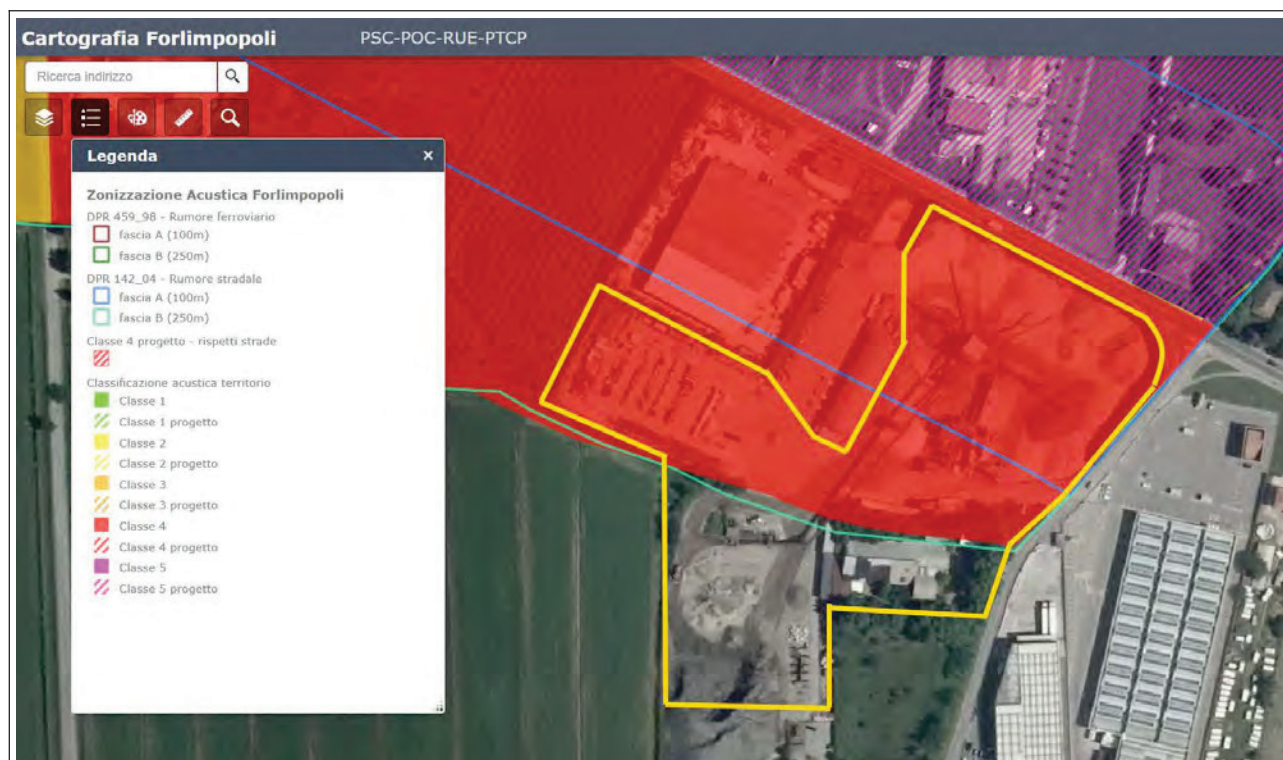 Cartografia Forlimpopoli PSC-POC-RUE-PTCP
Ricerca indirizzo
Legenda ×
Zonizzazione Acustica Forlimpopoli
DPR 459_98 - Rumore ferroviario
fascia A (100m)
fascia B (250m)
DPR 142_04 - Rumore stradale
fascia A (100m)
fascia B (250m)
Classe 4 progetto - rispetti strade
Classificazione acustica territorio
Classe 1
Classe 1 progetto
Classe 2
Classe 2 progetto
Classe 3
Classe 3 progetto
Classe 4
Classe 4 progetto
Classe 5
Classe 5 progetto